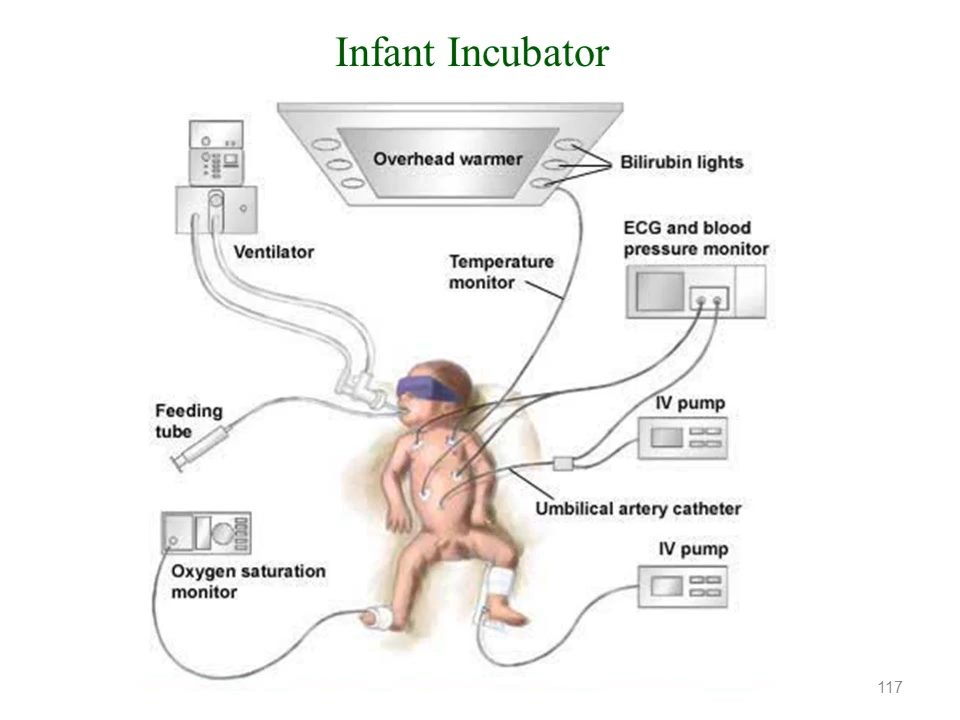 Infant Incubator
Overhead warmer
Bilirubin lights
ECG and blood
pressure monitor
Ventilator
Temperature
monitor
IV pump
Feeding
tube
Umbilical artery catheter
IV pump
Oxygen saturation
monitor
117